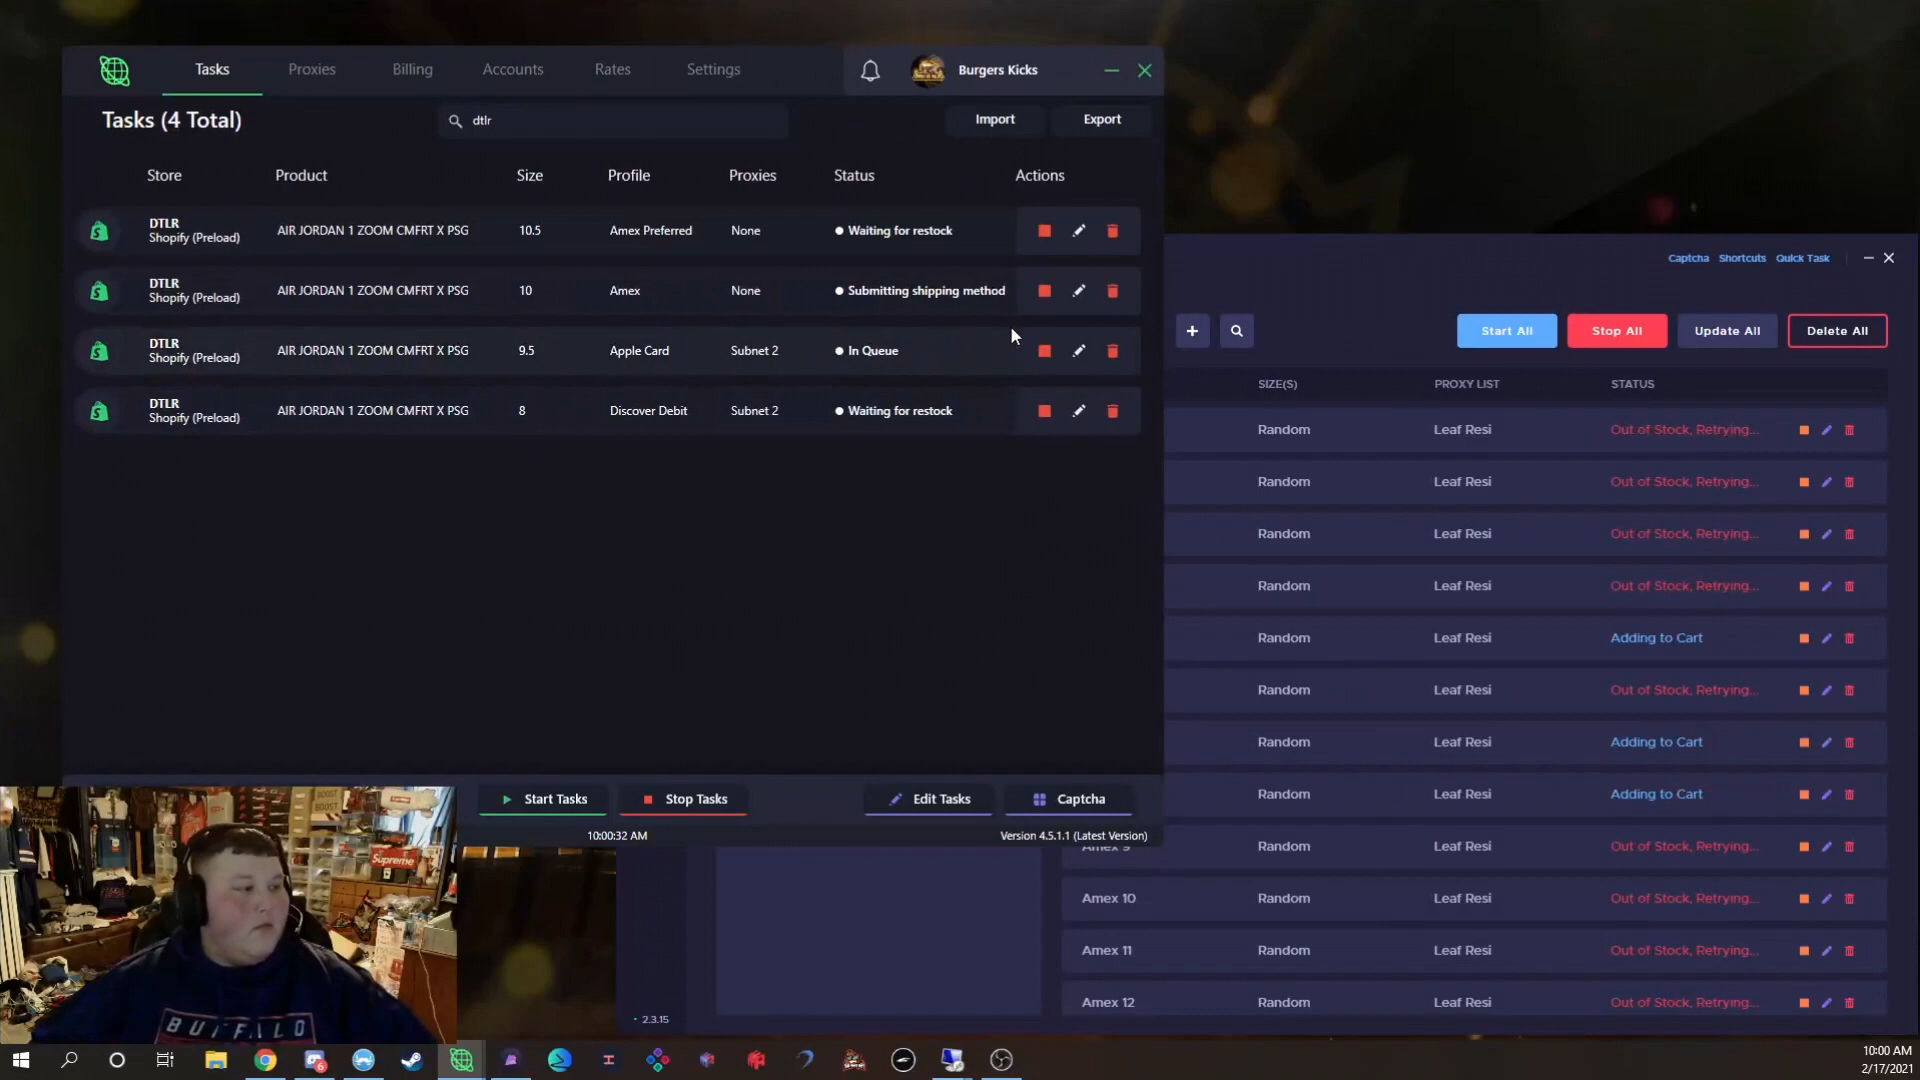 Tasks
Proxies
Billing
Accounts
Rates
Settings
Burgers Kicks
Tasks (4 Total)
dtlr
Import
Export
Store Product Size Profile Proxies Status Actions
DTLR
Shopify (Preload)
AIR JORDAN 1 ZOOM CMFRT X PSG 10.5 Amex Preferred None Waiting for restock
DTLR
Shopify (Preload)
AIR JORDAN 1 ZOOM CMFRT X PSG 10 Amex None Submitting shipping method
DTLR
Shopify (Preload)
AIR JORDAN 1 ZOOM CMFRT X PSG 9.5 Apple Card Subnet 2 In Queue
DTLR
Shopify (Preload)
AIR JORDAN 1 ZOOM CMFRT X PSG 8 Discover Debit Subnet 2 Waiting for restock
Start Tasks
Stop Tasks
Edit Tasks
Captcha
10:00:32 AM
Version 4.5.1.1 (Latest Version)
Captcha Shortcuts Quick Task
Start All
Stop All
Update All
Delete All
SIZE(S) PROXY LIST STATUS
Random Leaf Resi Out of Stock, Retrying...
Random Leaf Resi Out of Stock, Retrying...
Random Leaf Resi Out of Stock, Retrying...
Random Leaf Resi Out of Stock, Retrying...
Random Leaf Resi Adding to Cart
Random Leaf Resi Out of Stock, Retrying...
Random Leaf Resi Adding to Cart
Random Leaf Resi Adding to Cart
Amex 9 Random Leaf Resi Out of Stock, Retrying...
Amex 10 Random Leaf Resi Out of Stock, Retrying...
Amex 11 Random Leaf Resi Out of Stock, Retrying...
Amex 12 Random Leaf Resi Out of Stock, Retrying...
2.3.15
Supreme
BUFFALO
10:00 AM
2/17/2021